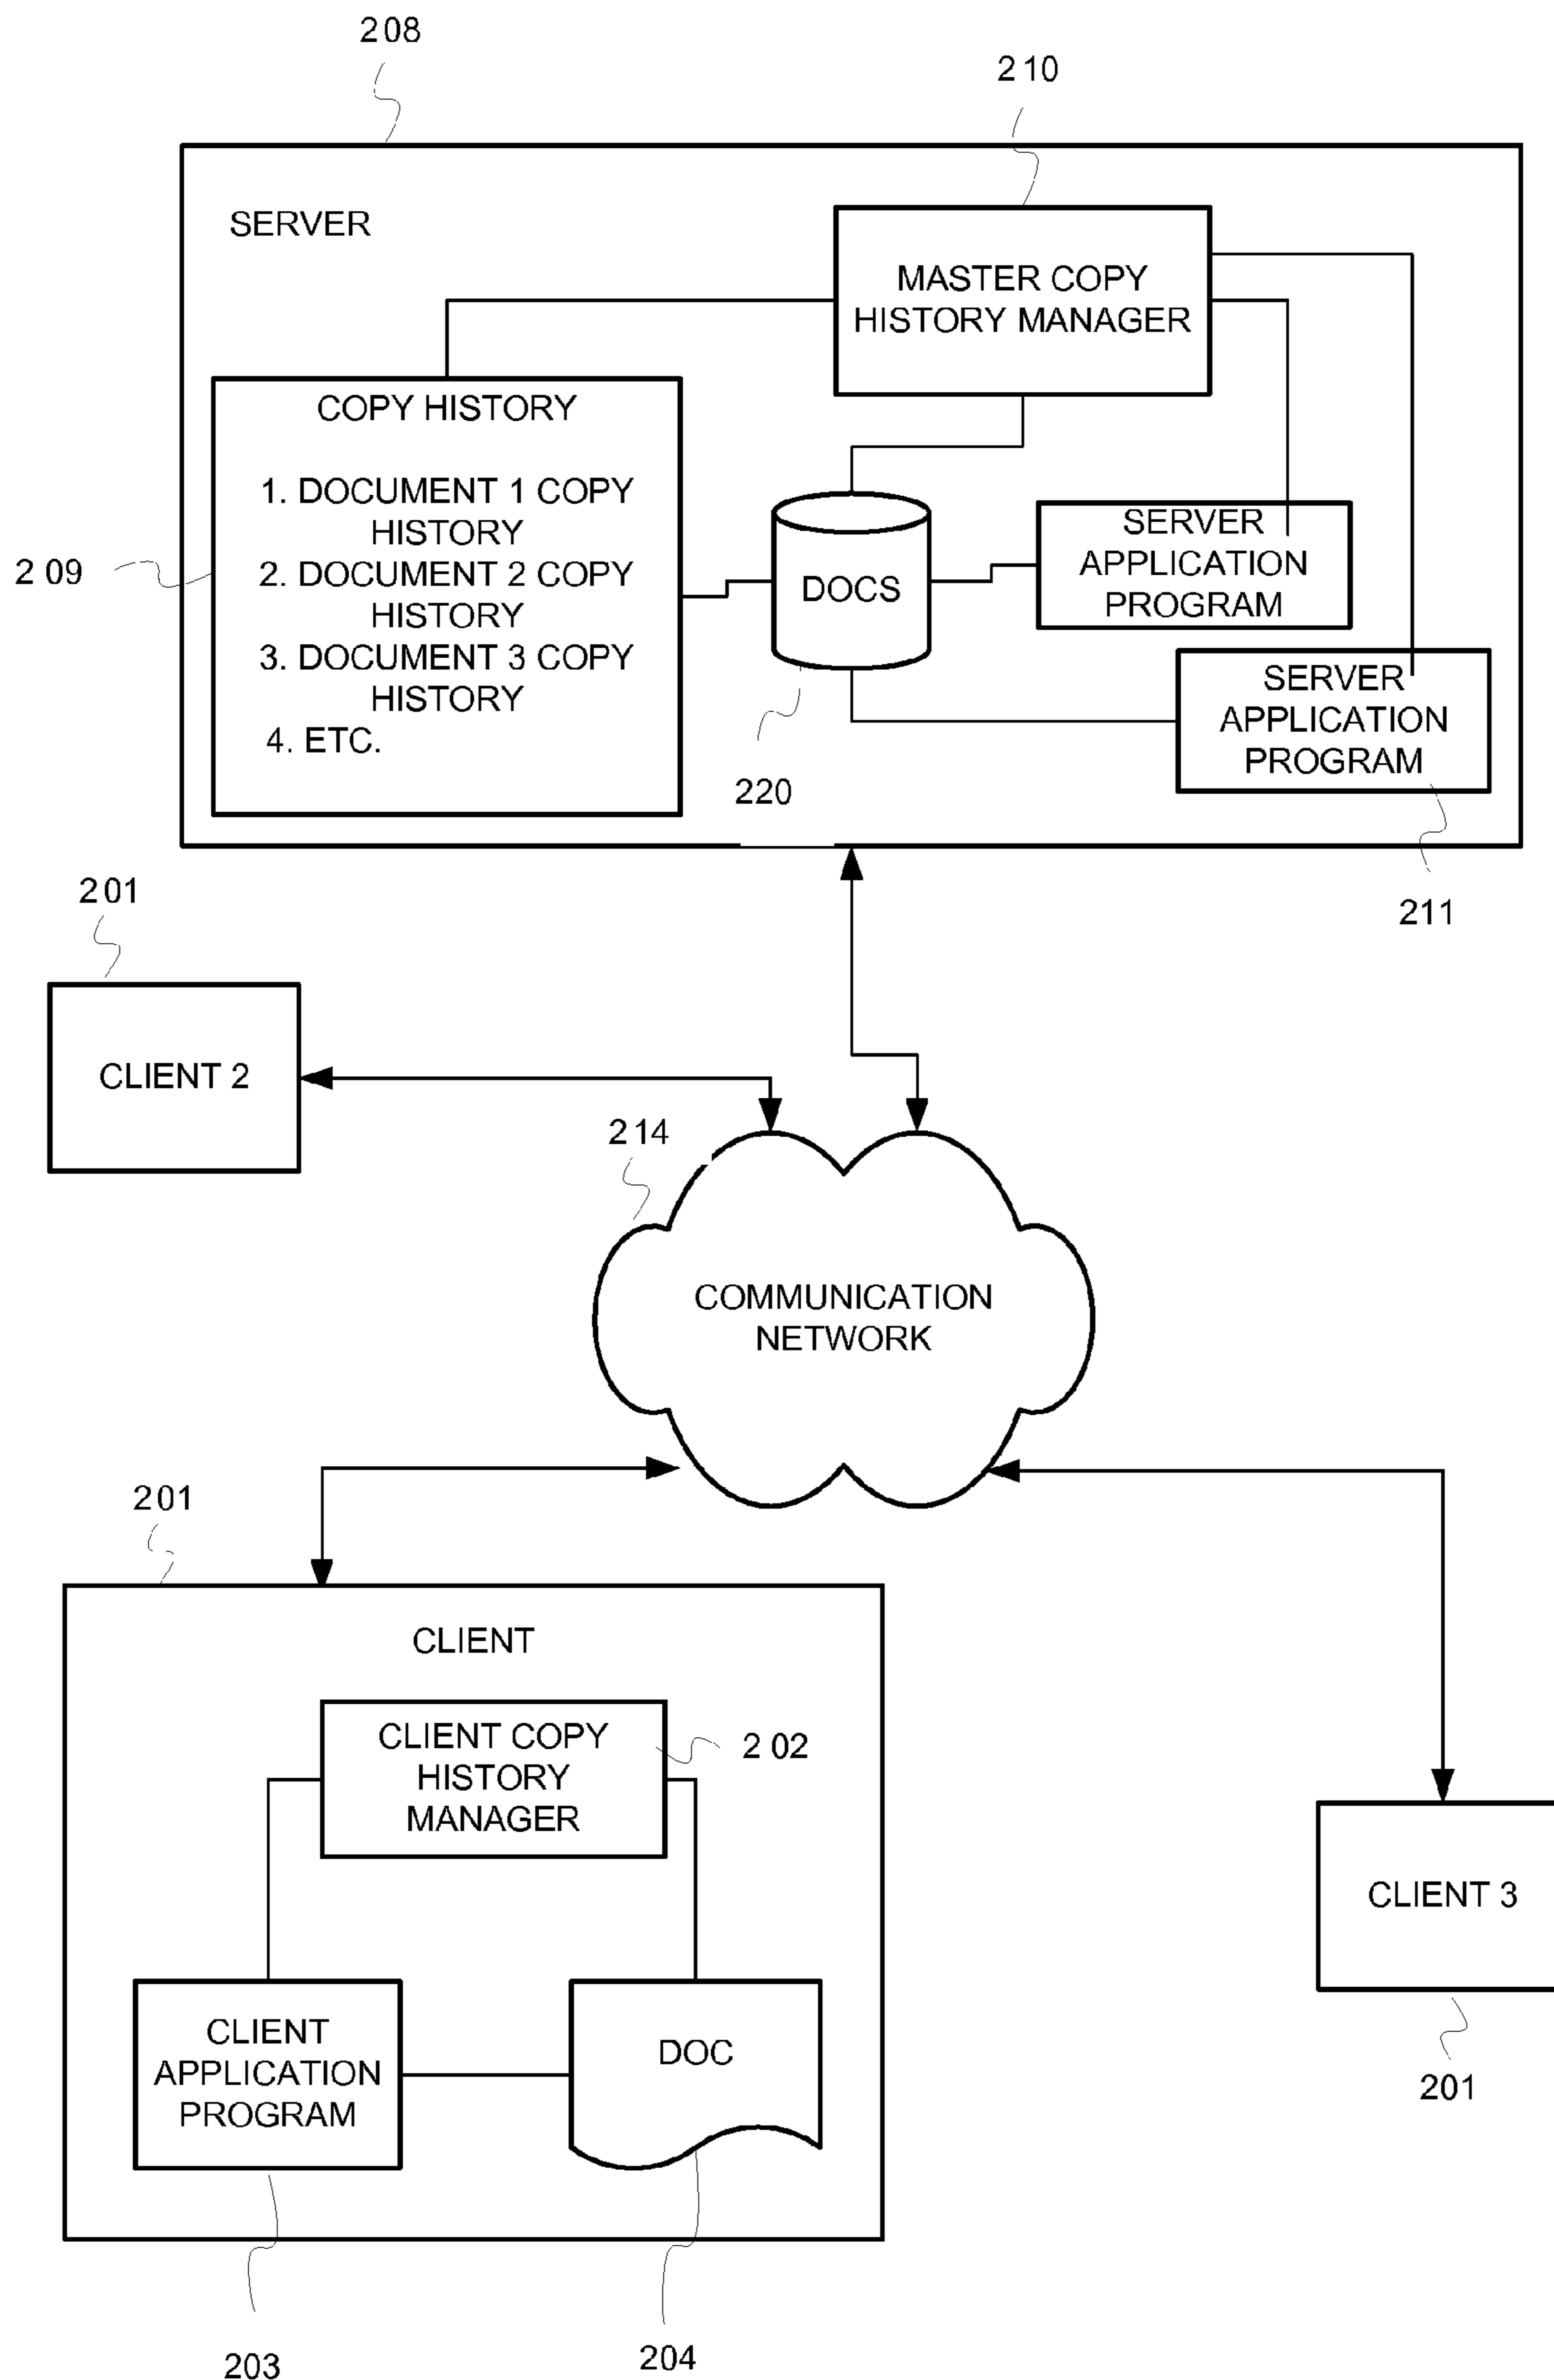 208
210
SERVER
MASTER COPY
HISTORY MANAGER
COPY HISTORY
1. DOCUMENT 1 COPY
HISTORY
2. DOCUMENT 2 COPY
HISTORY
3. DOCUMENT 3 COPY
HISTORY
4. ETC.
209
DOCS
220
SERVER
APPLICATION
PROGRAM
SERVER
APPLICATION
PROGRAM
211
201
CLIENT 2
214
COMMUNICATION
NETWORK
201
CLIENT
CLIENT COPY
HISTORY
MANAGER
202
CLIENT 3
201
CLIENT
APPLICATION
PROGRAM
DOC
203
204